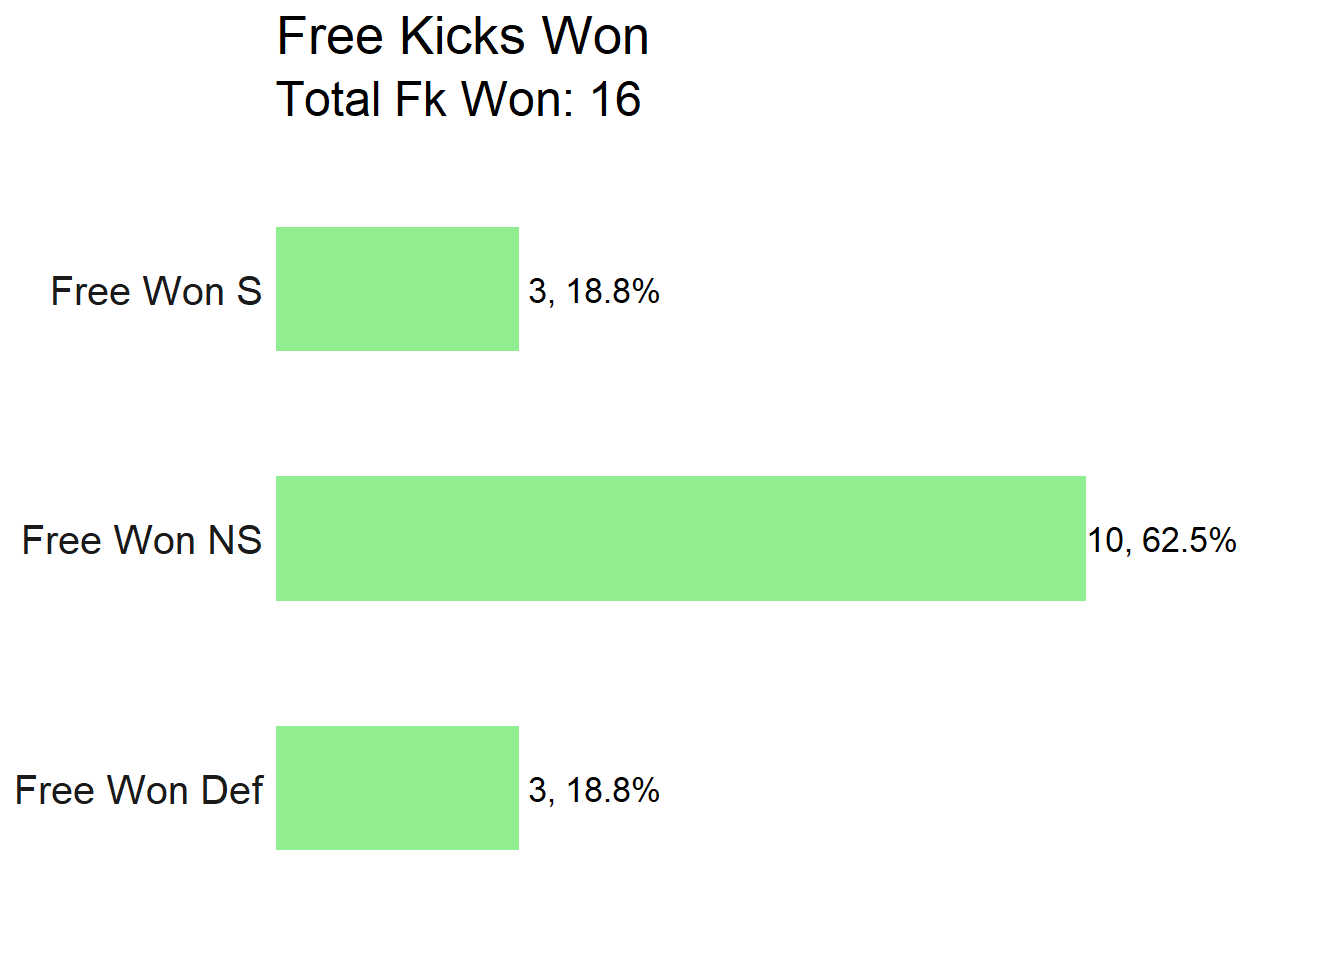 Free Kicks Won
Total Fk Won: 16
Free Won S 3, 18.8%
Free Won NS 10, 62.5%
Free Won Def 3, 18.8%